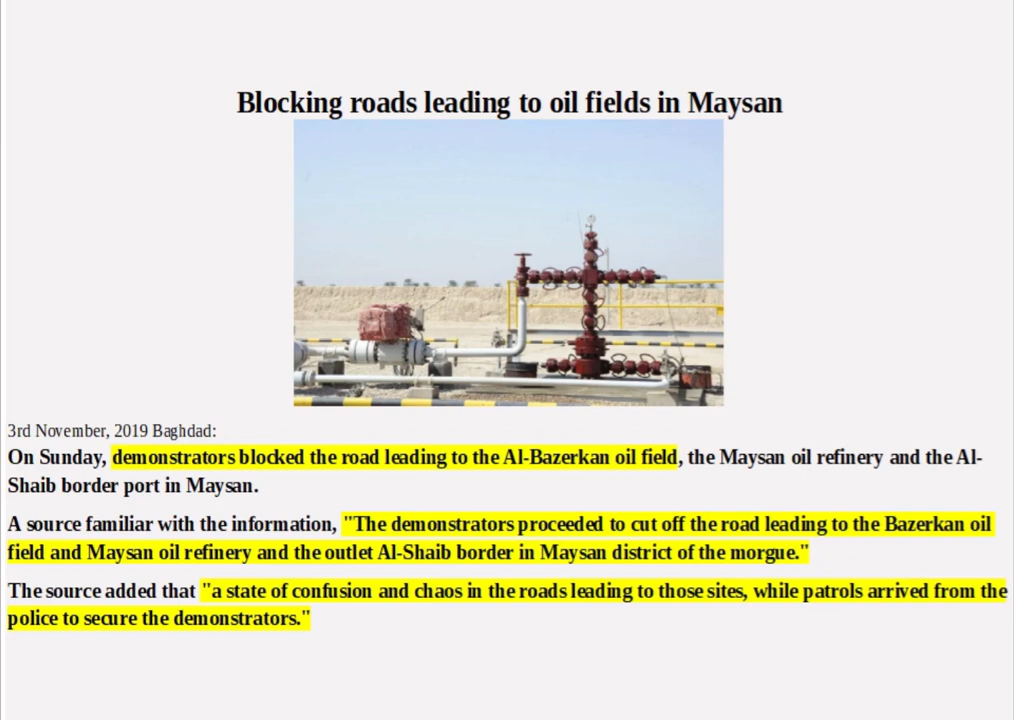 Blocking roads leading to oil fields in Maysan
3rd November, 2019 Baghdad:
On Sunday, demonstrators blocked the road leading to the Al-Bazerkan oil field, the Maysan oil refinery and the Al-
Shaib border port in Maysan.
A source familiar with the information, "The demonstrators proceeded to cut off the road leading to the Bazerkan oil
field and Maysan oil refinery and the outlet Al-Shaib border in Maysan district of the morgue."
The source added that "a state of confusion and chaos in the roads leading to those sites, while patrols arrived from the
police to secure the demonstrators."